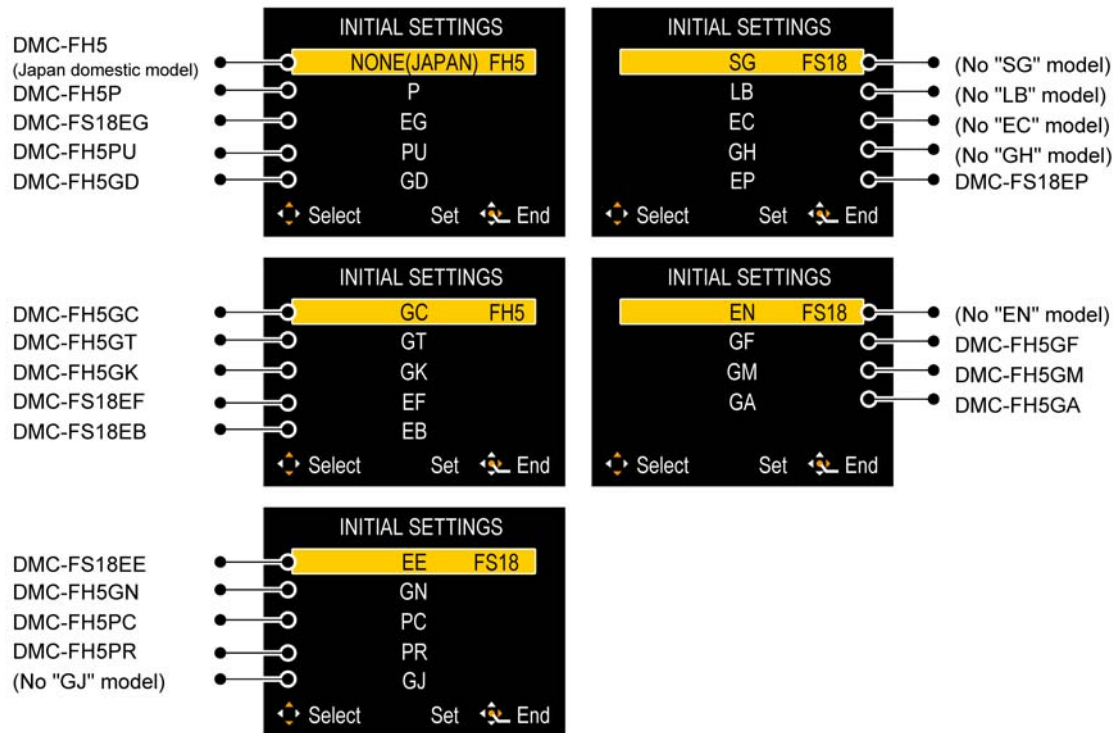 INITIAL SETTINGS
DMC-FH5
(Japan domestic model)
NONE(JAPAN) FH5
DMC-FH5P
P
DMC-FS18EG
EG
DMC-FH5PU
PU
DMC-FH5GD
GD
Select Set End
INITIAL SETTINGS
SG FS18
(No "SG" model)
LB
(No "LB" model)
EC
(No "EC" model)
GH
(No "GH" model)
EP
DMC-FS18EP
Select Set End
INITIAL SETTINGS
DMC-FH5GC
GC FH5
DMC-FH5GT
GT
DMC-FH5GK
GK
DMC-FS18EF
EF
DMC-FS18EB
EB
Select Set End
INITIAL SETTINGS
EN FS18
(No "EN" model)
GF
DMC-FH5GF
GM
DMC-FH5GM
GA
DMC-FH5GA
Select Set End
INITIAL SETTINGS
DMC-FS18EE
EE FS18
DMC-FH5GN
GN
DMC-FH5PC
PC
DMC-FH5PR
PR
(No "GJ" model)
GJ
Select Set End